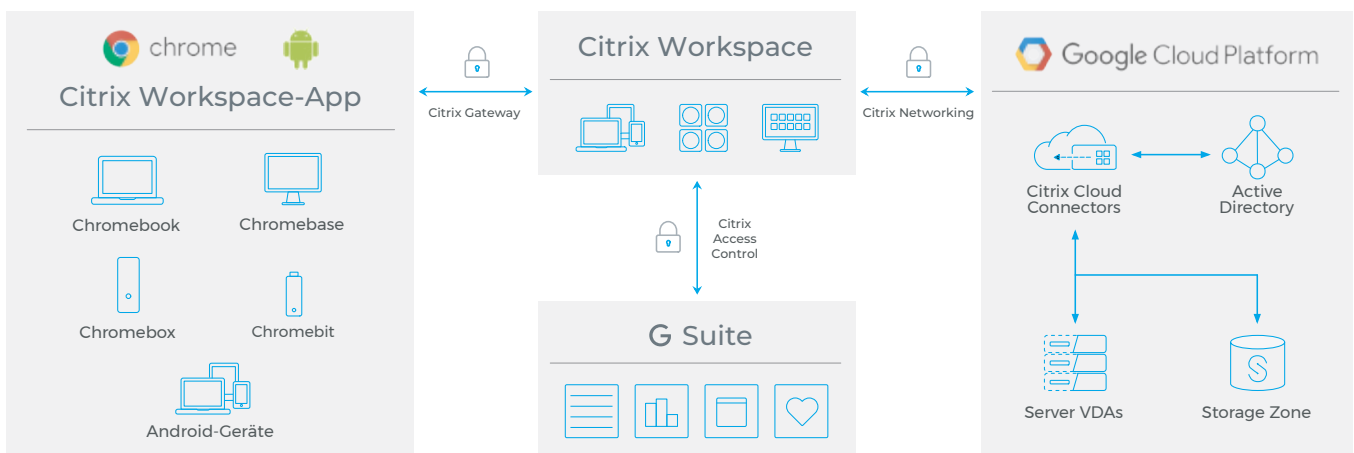 chrome
Citrix Workspace-App
Chromebook
Chromebase
Chromebox
Chromebit
Android-Geräte
Citrix Gateway
Citrix Workspace
Citrix
Access
Control
G Suite
Citrix Networking
Google Cloud Platform
Citrix Cloud
Connectors
Active
Directory
Server VDAs
S
Storage Zone